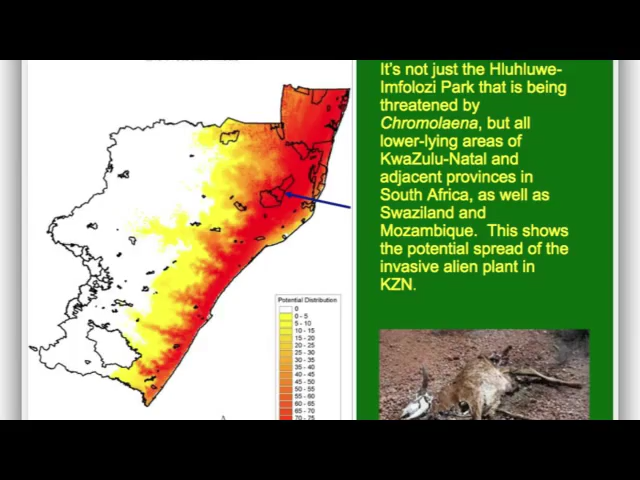 It's not just the Hluhluwe-
Imfolozi Park that is being
threatened by
Chromolaena, but all
lower-lying areas of
KwaZulu-Natal and
adjacent provinces in
South Africa, as well as
Swaziland and
Mozambique.  This shows
the potential spread of the
invasive alien plant in
KZN.
Potential Distribution
0
0 - 5
5 - 10
10 - 15
15 - 20
20 - 25
25 - 30
30 - 35
35 - 40
40 - 45
45 - 50
50 - 55
55 - 60
60 - 65
65 - 70
70 - 75